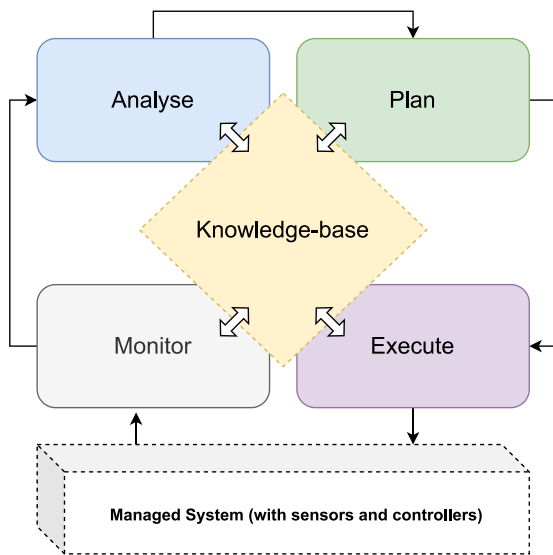 Analyse
Plan
Knowledge-base
Monitor
Execute
Managed System (with sensors and controllers)